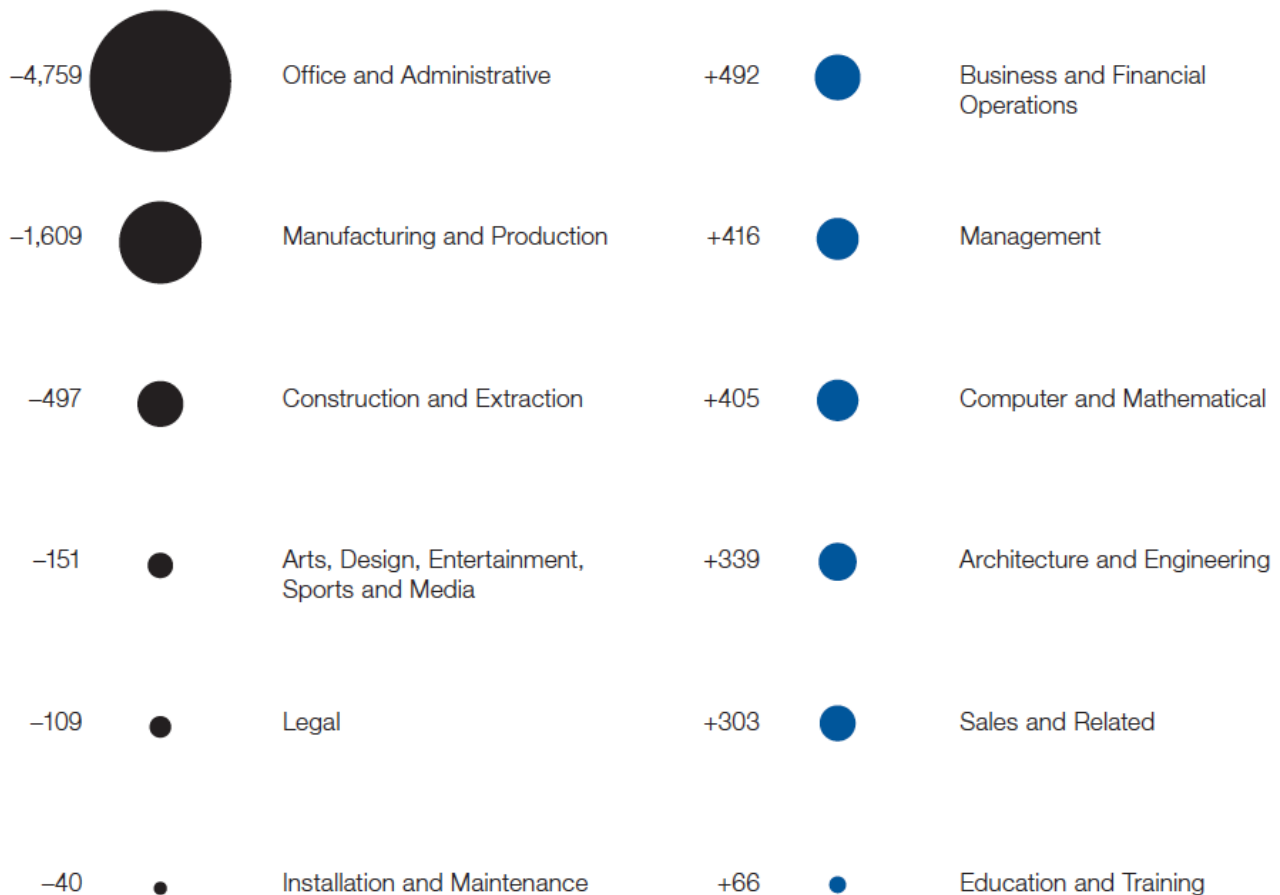 –4,759 Office and Administrative +492 Business and Financial
Operations
–1,609 Manufacturing and Production +416 Management
–497 Construction and Extraction +405 Computer and Mathematical
–151 Arts, Design, Entertainment, +339 Architecture and Engineering
Sports and Media
–109 Legal +303 Sales and Related
–40 Installation and Maintenance +66 Education and Training